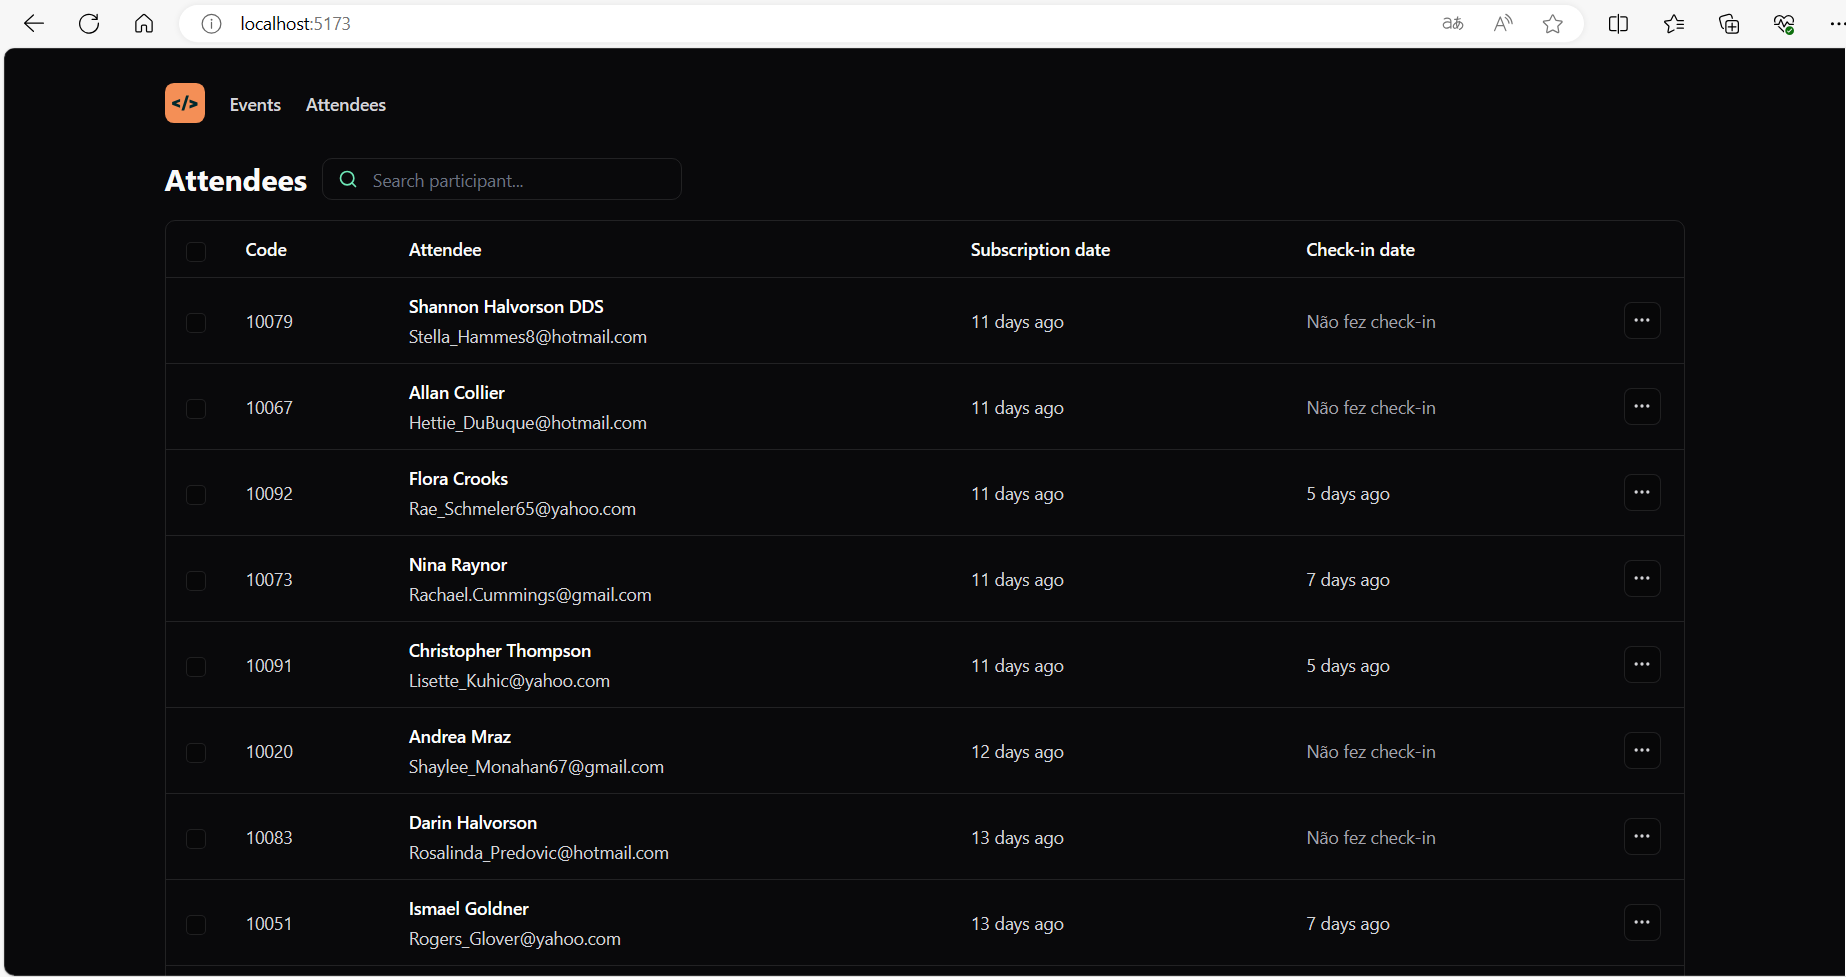 localhost:5173
</> Events Attendees
Attendees Search participant...
Code Attendee Subscription date Check-in date
Shannon Halvorson DDS
10079 11 days ago Não fez check-in
Stella_Hammes8@hotmail.com
Allan Collier
10067 11 days ago Não fez check-in
Hettie_DuBuque@hotmail.com
Flora Crooks
10092 11 days ago 5 days ago
Rae_Schmeler65@yahoo.com
Nina Raynor
10073 11 days ago 7 days ago
Rachael.Cummings@gmail.com
Christopher Thompson
10091 11 days ago 5 days ago
Lisette_Kuhic@yahoo.com
Andrea Mraz
10020 12 days ago Não fez check-in
Shaylee_Monahan67@gmail.com
Darin Halvorson
10083 13 days ago Não fez check-in
Rosalinda_Predovic@hotmail.com
Ismael Goldner
10051 13 days ago 7 days ago
Rogers_Glover@yahoo.com